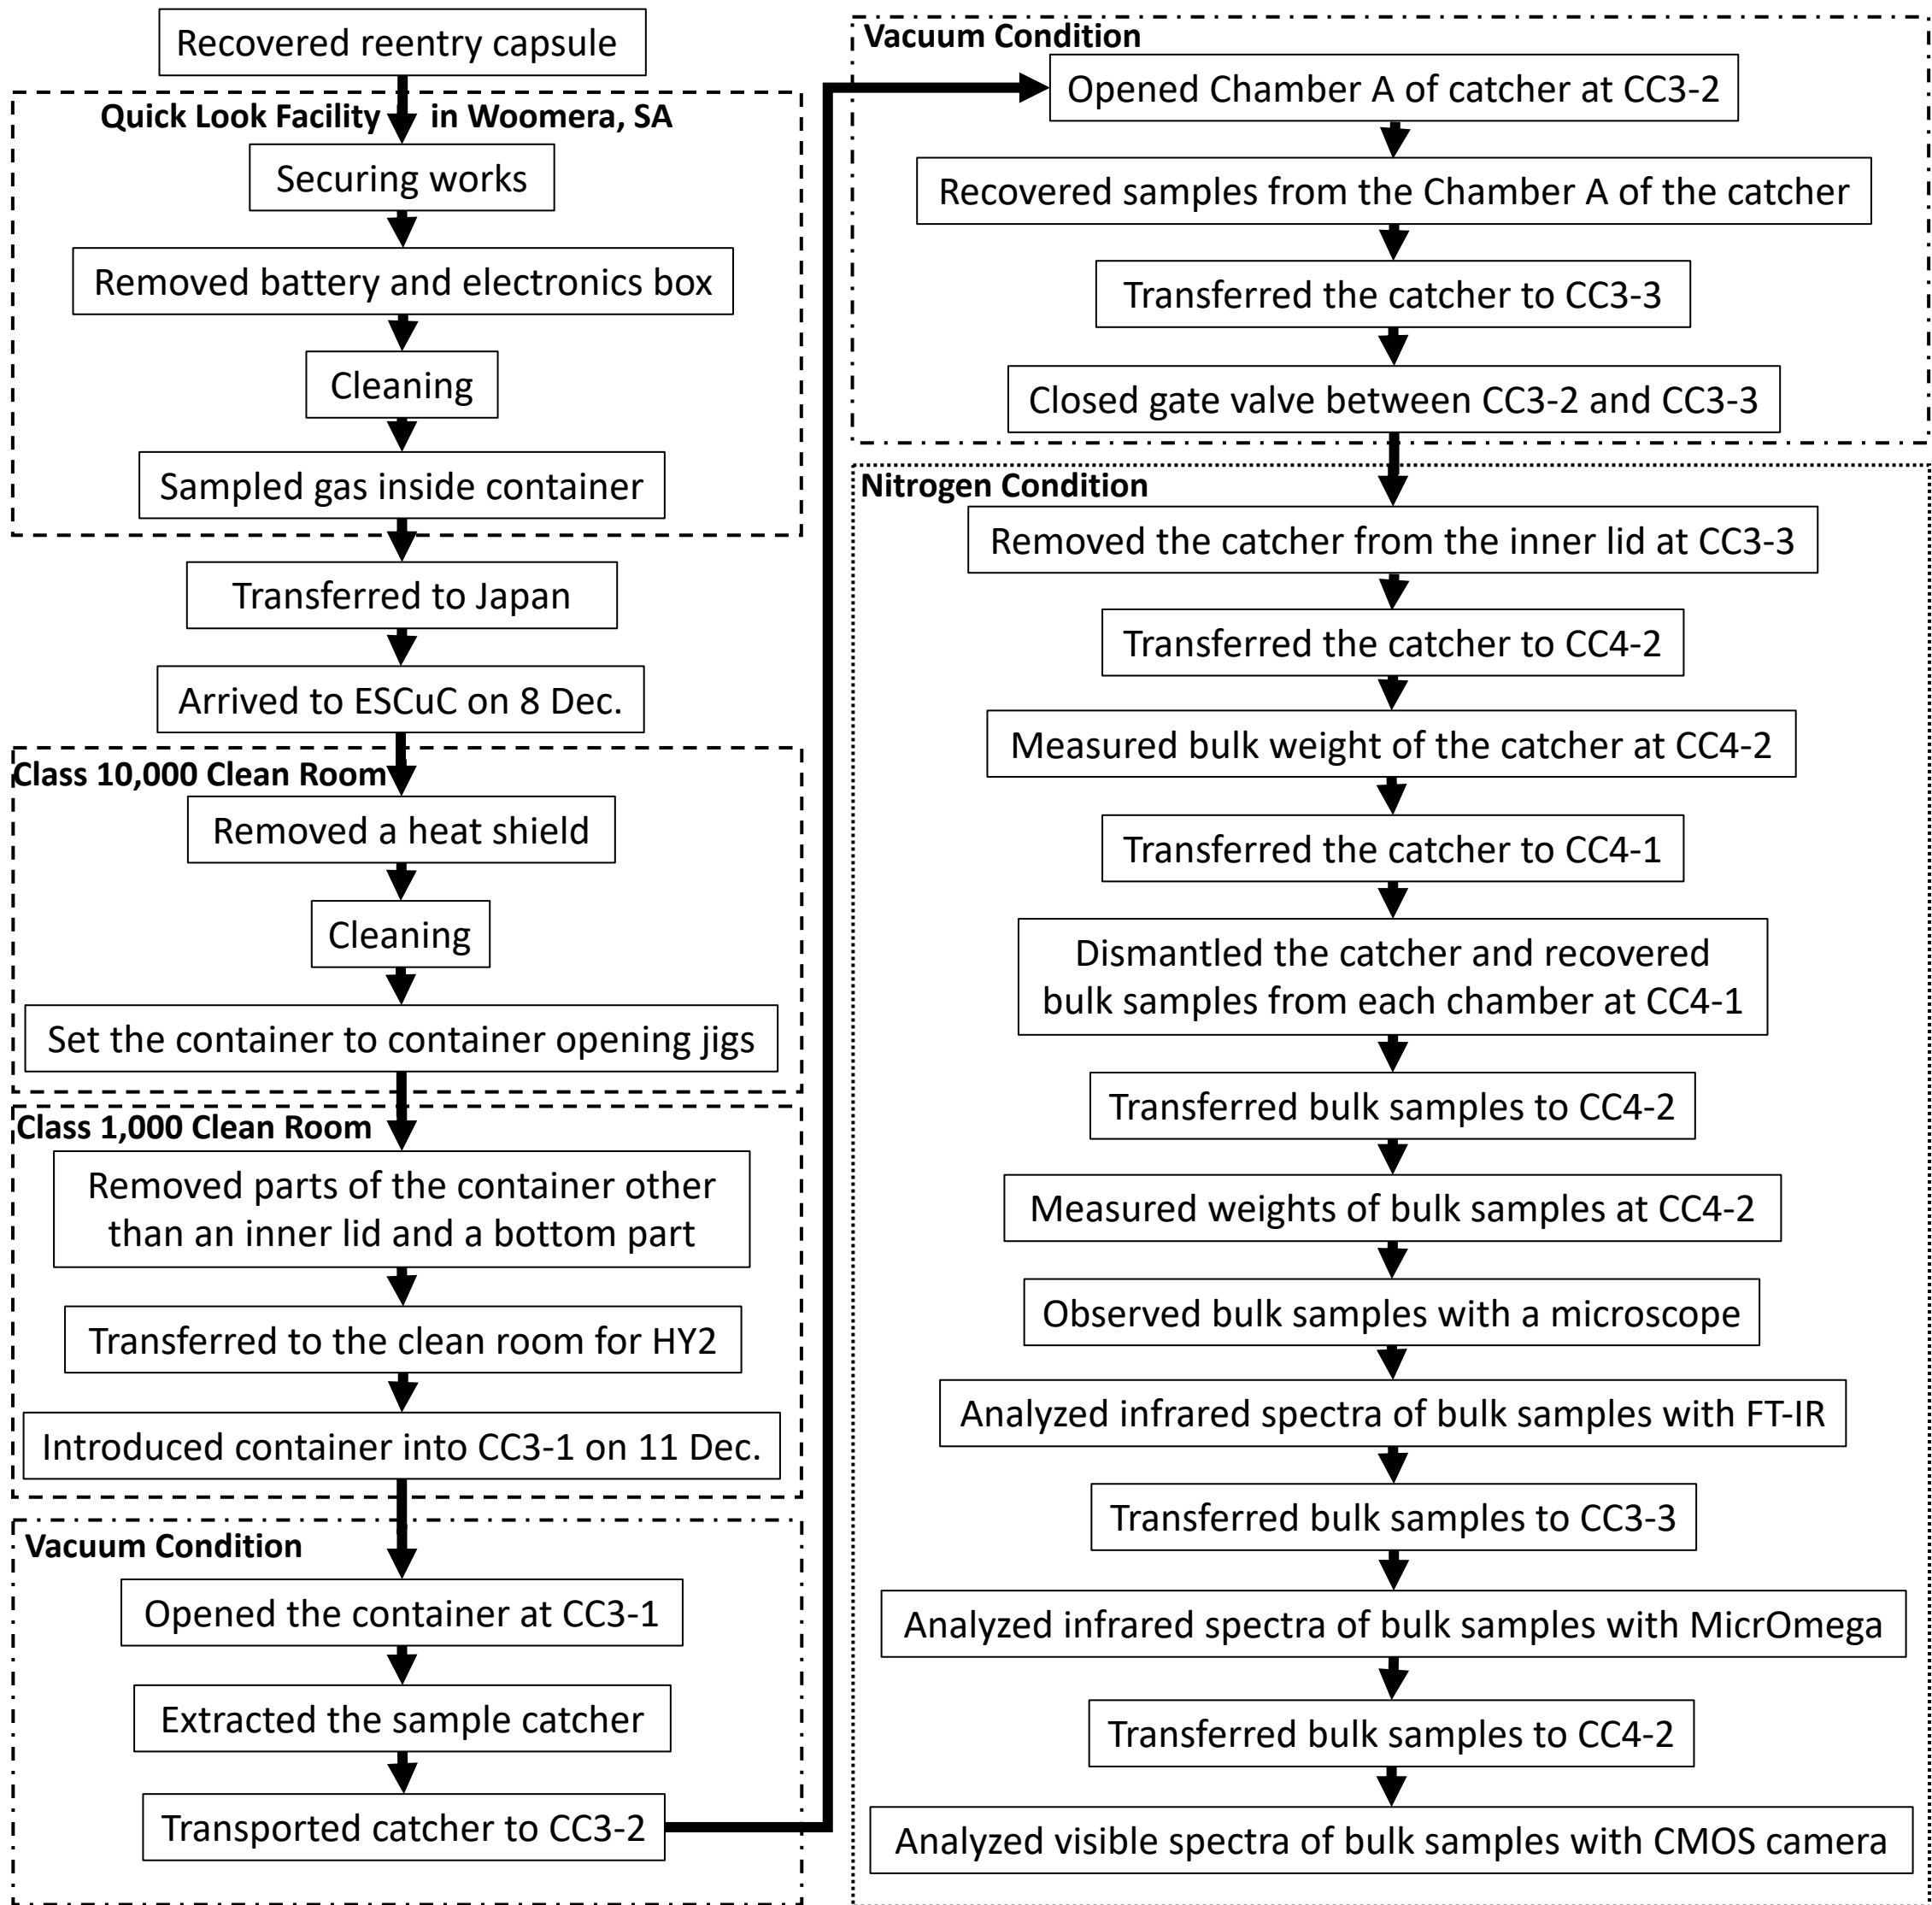 Recovered reentry capsule
Quick Look Facility in Woomera, SA
Securing works
Removed battery and electronics box
Cleaning
Sampled gas inside container
Transferred to Japan
Arrived to ESCuC on 8 Dec.
Class 10,000 Clean Room
Removed a heat shield
Cleaning
Set the container to container opening jigs
Class 1,000 Clean Room
Removed parts of the container other
than an inner lid and a bottom part
Transferred to the clean room for HY2
Introduced container into CC3-1 on 11 Dec.
Vacuum Condition
Opened the container at CC3-1
Extracted the sample catcher
Transported catcher to CC3-2
Vacuum Condition
Opened Chamber A of catcher at CC3-2
Recovered samples from the Chamber A of the catcher
Transferred the catcher to CC3-3
Closed gate valve between CC3-2 and CC3-3
Nitrogen Condition
Removed the catcher from the inner lid at CC3-3
Transferred the catcher to CC4-2
Measured bulk weight of the catcher at CC4-2
Transferred the catcher to CC4-1
Dismantled the catcher and recovered
bulk samples from each chamber at CC4-1
Transferred bulk samples to CC4-2
Measured weights of bulk samples at CC4-2
Observed bulk samples with a microscope
Analyzed infrared spectra of bulk samples with FT-IR
Transferred bulk samples to CC3-3
Analyzed infrared spectra of bulk samples with MicrOmega
Transferred bulk samples to CC4-2
Analyzed visible spectra of bulk samples with CMOS camera